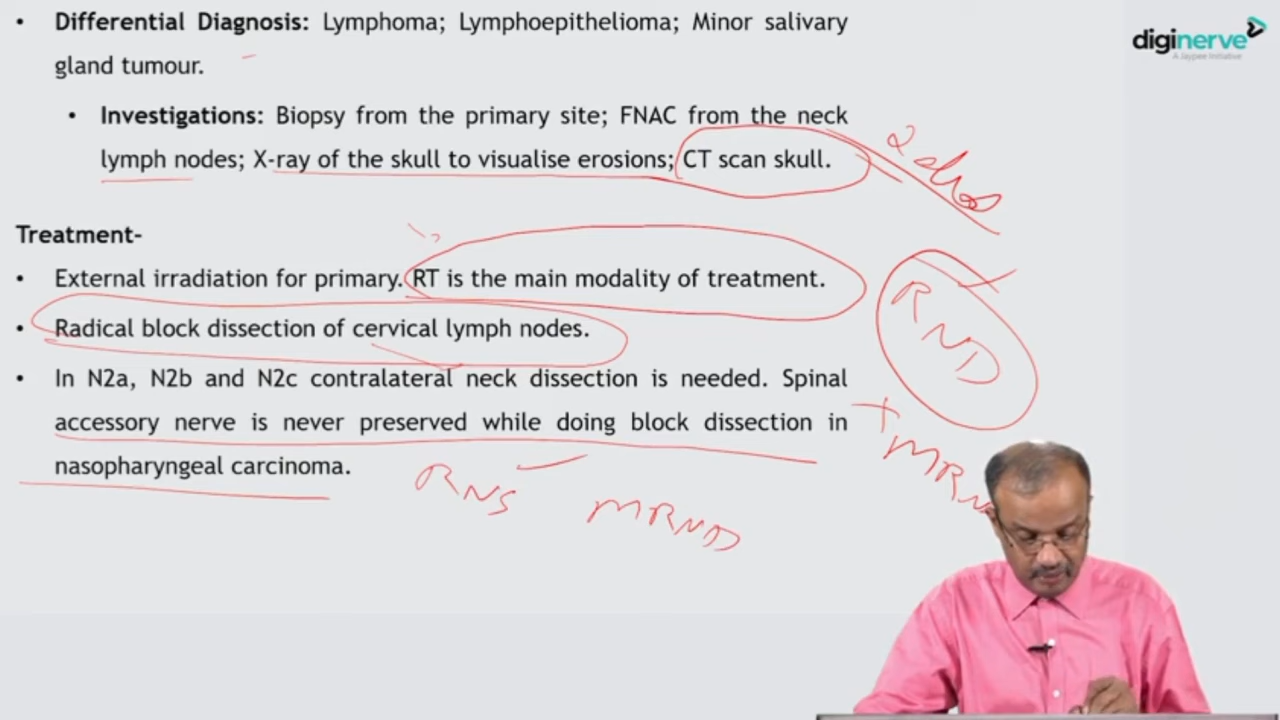 • Differential Diagnosis: Lymphoma; Lymphoepithelioma; Minor salivary
gland tumour.
diginerve
A Jaypee Initiative
• Investigations: Biopsy from the primary site; FNAC from the neck
lymph nodes; X-ray of the skull to visualise erosions; CT scan skull.
Treatment-
• External irradiation for primary. RT is the main modality of treatment.
RND
• Radical block dissection of cervical lymph nodes.
• In N2a, N2b and N2c contralateral neck dissection is needed. Spinal
accessory nerve is never preserved while doing block dissection in
nasopharyngeal carcinoma.
+
RNS
MRND